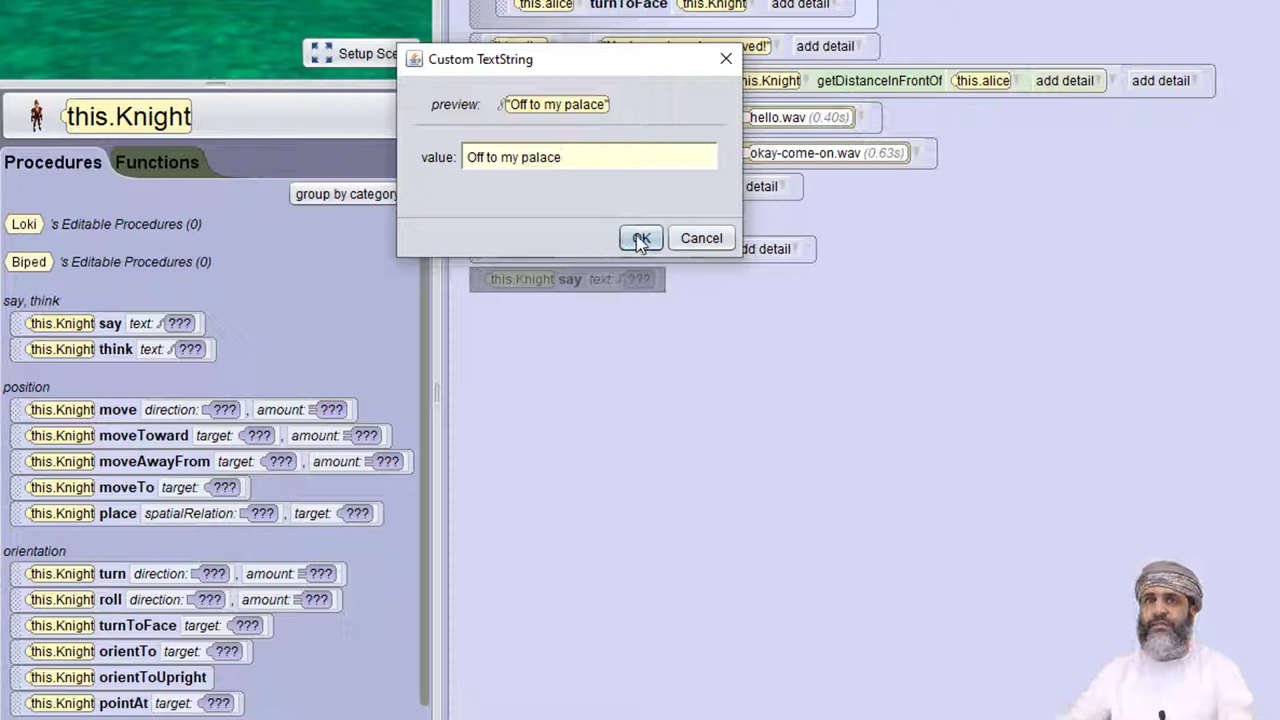 this.alice turnToFace this.Knight add detail
Setup Sce
Custom TextString
ved!" add detail
this.Knight
preview: "Off to my palace"
his.Knight getDistanceInFrontOf this.alice add detail add detail
hello.wav (0.40s)
value: Off to my palace
okay-come-on.wav (0.63s)
Procedures Functions
group by category
detail
Loki 's Editable Procedures (0)
OK Cancel
dd detail
Biped 's Editable Procedures (0)
this.Knight say text: ???
say, think
this.Knight say text: ???
this.Knight think text: ???
position
this.Knight move direction: ??? , amount: ???
this.Knight moveToward target: ??? , amount: ???
this.Knight moveAwayFrom target: ??? , amount: ???
this.Knight moveTo target: ???
this.Knight place spatialRelation: ??? , target: ???
orientation
this.Knight turn direction: ??? , amount: ???
this.Knight roll direction: ??? , amount: ???
this.Knight turnToFace target: ???
this.Knight orientTo target: ???
this.Knight orientToUpright
this.Knight pointAt target: ???